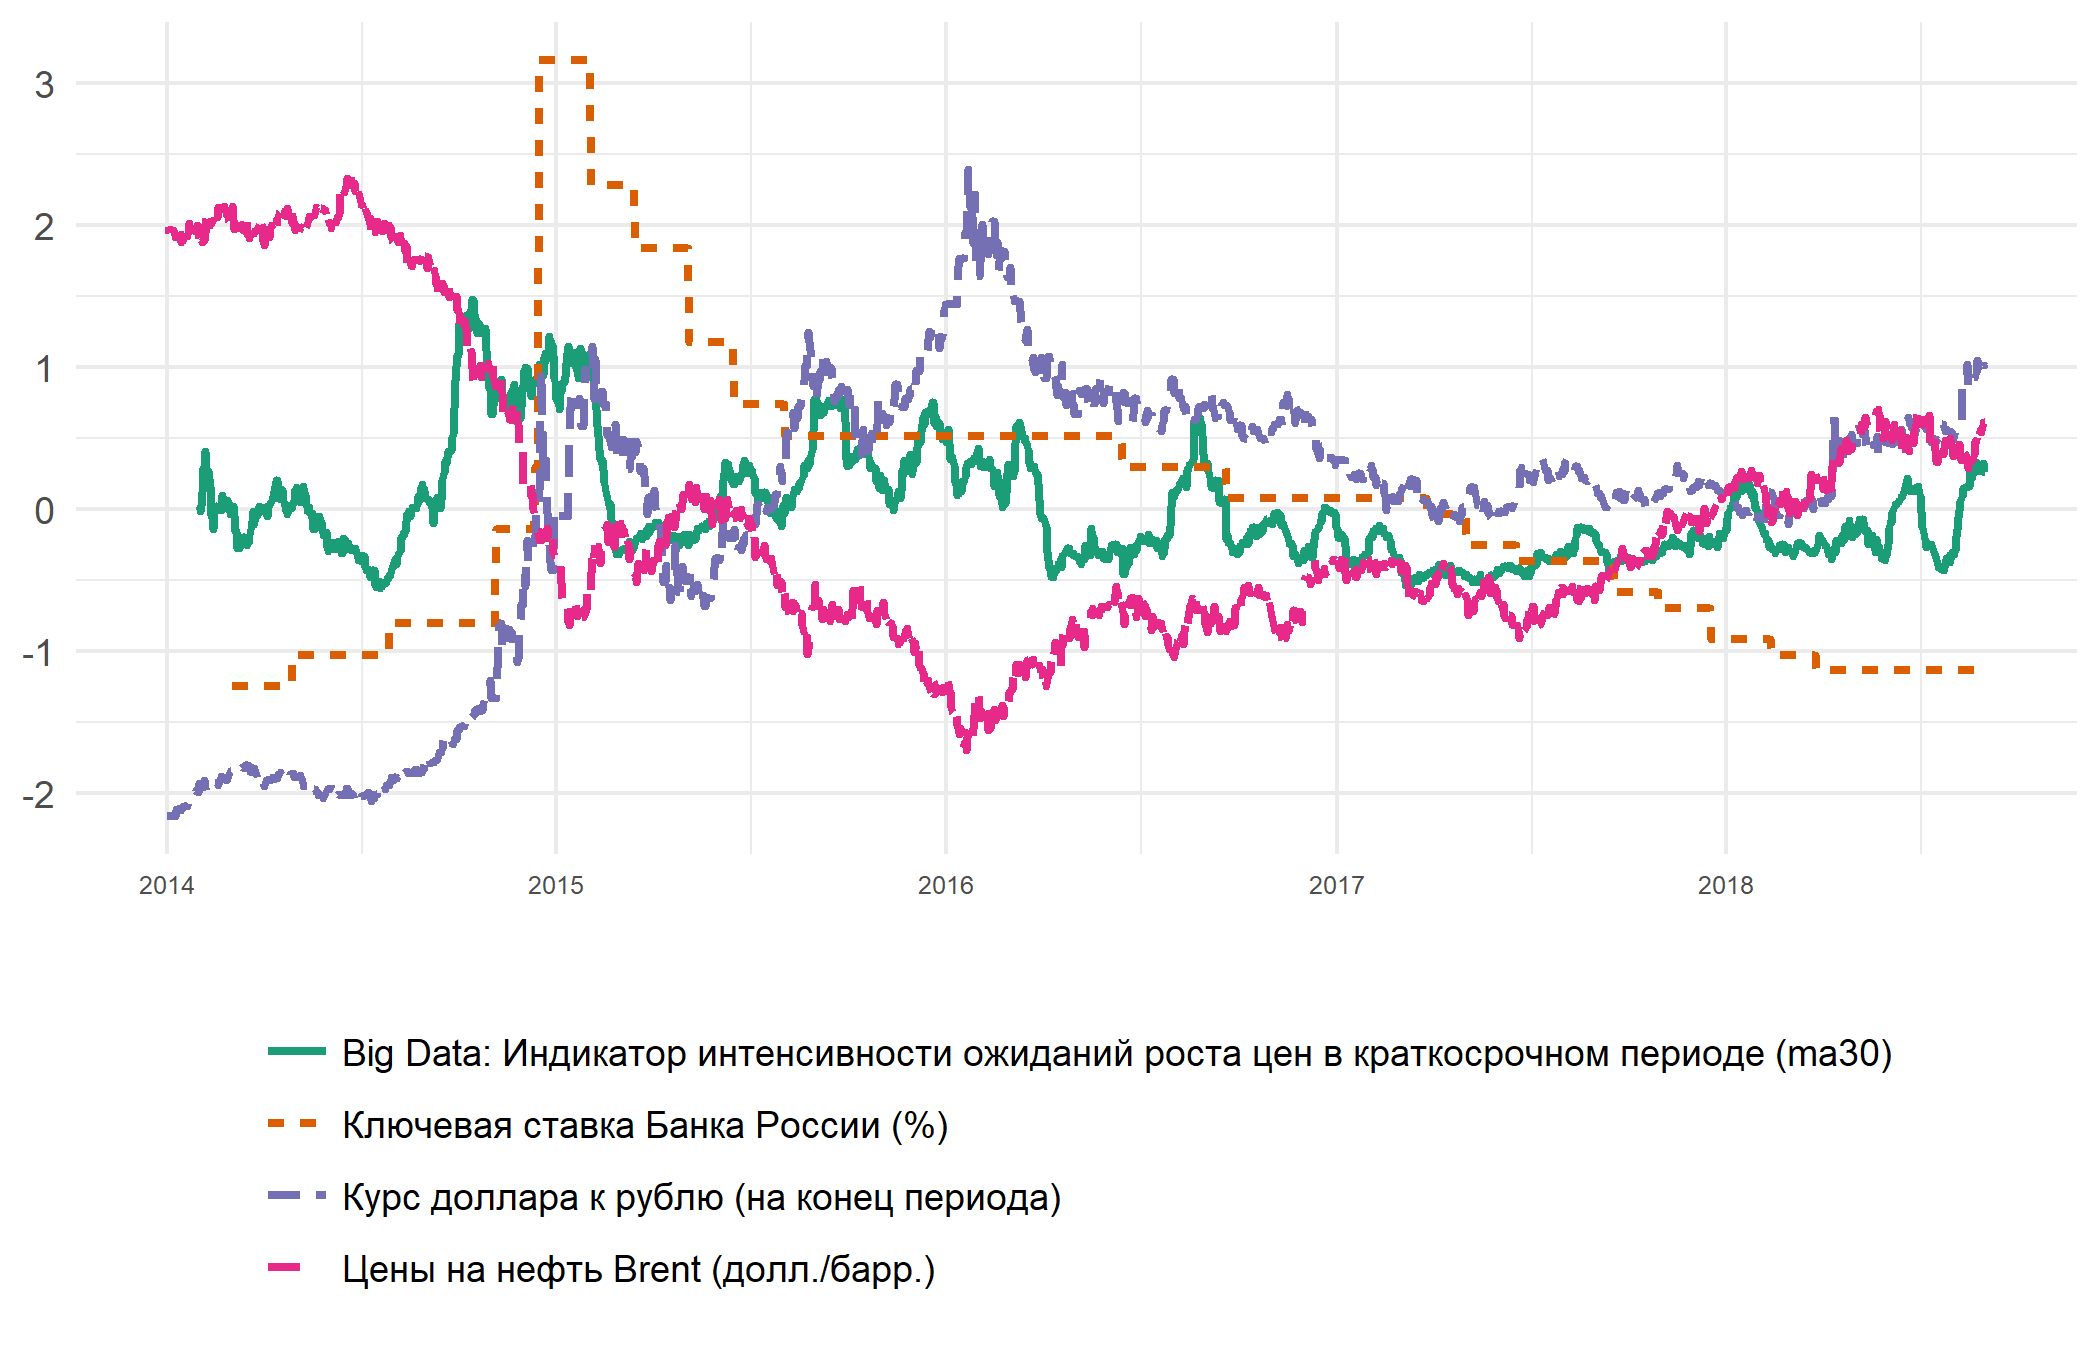 3
2
1
0
-1
-2
2014 2015 2016 2017 2018
Big Data: Индикатор интенсивности ожиданий роста цен в краткосрочном периоде (ma30)
Ключевая ставка Банка России (%)
Курс доллара к рублю (на конец периода)
Цены на нефть Brent (долл./барр.)